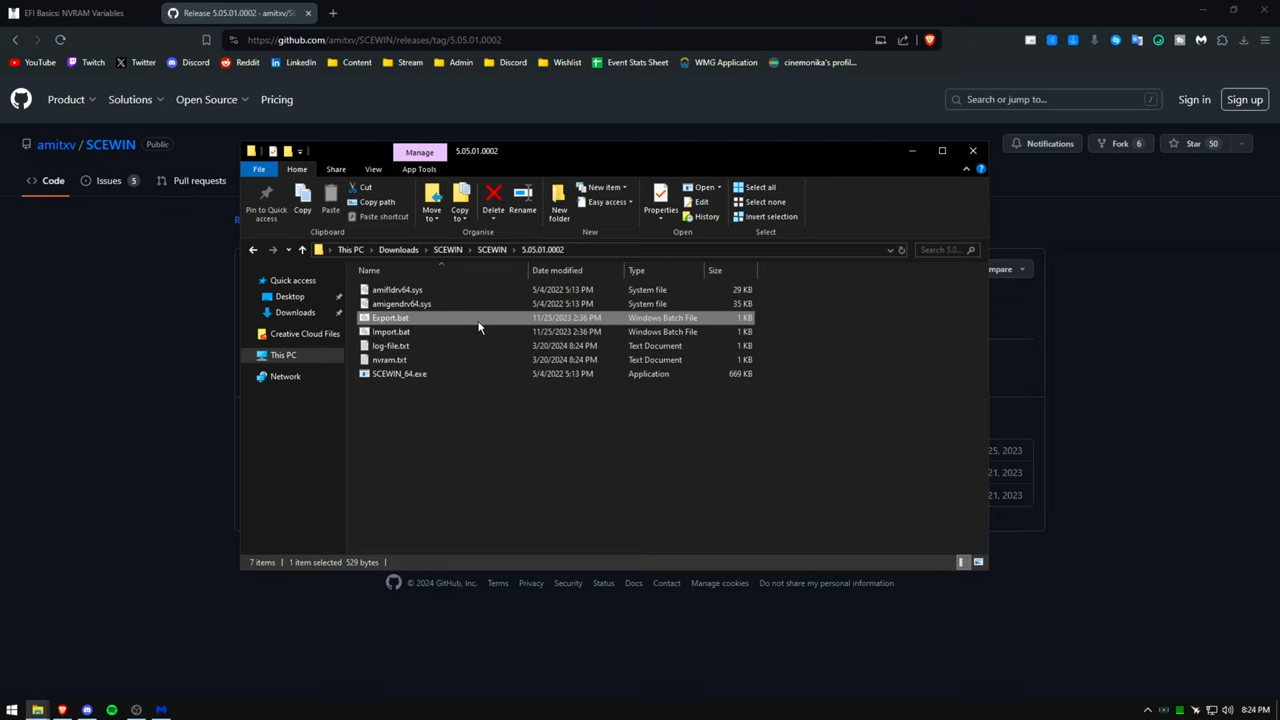 EFI Basics: NVRAM Variables
Release 5.05.01.0002 - amitxv/SC
https://github.com/amitxv/SCEWIN/releases/tag/5.05.01.0002
YouTube Twitch Twitter Discord Reddit LinkedIn Content Stream Admin Discord Wishlist Event Stats Sheet WMG Application cinemonika's profil...
Product Solutions Open Source Pricing Search or jump to... / Sign in Sign up
amitxv / SCEWIN Public Notifications Fork 6 Star 50
Code Issues 5 Pull requests
Manage 5.05.01.0002
File Home Share View App Tools
Pin to Quick access
Copy
Paste
Cut
Copy path
Paste shortcut
Move to
Copy to
Delete
Rename
New folder
New item
Easy access
Properties
Open
Edit
History
Select all
Select none
Invert selection
Clipboard Organise New Open Select
This PC > Downloads > SCEWIN > SCEWIN > 5.05.01.0002 Search 5.0...
Name Date modified Type Size
Quick access
Desktop
Downloads
Creative Cloud Files
This PC
Network
amifldrv64.sys 5/4/2022 5:13 PM System file 29 KB
amigendrv64.sys 5/4/2022 5:13 PM System file 35 KB
Export.bat 11/25/2023 2:36 PM Windows Batch File 1 KB
Import.bat 11/25/2023 2:36 PM Windows Batch File 1 KB
log-file.txt 3/20/2024 8:24 PM Text Document 1 KB
nvram.txt 3/20/2024 8:24 PM Text Document 1 KB
SCEWIN_64.exe 5/4/2022 5:13 PM Application 669 KB
mpare
25, 2023
21, 2023
21, 2023
7 items 1 item selected 529 bytes
© 2024 GitHub, Inc. Terms Privacy Security Status Docs Contact Manage cookies Do not share my personal information
8:24 PM